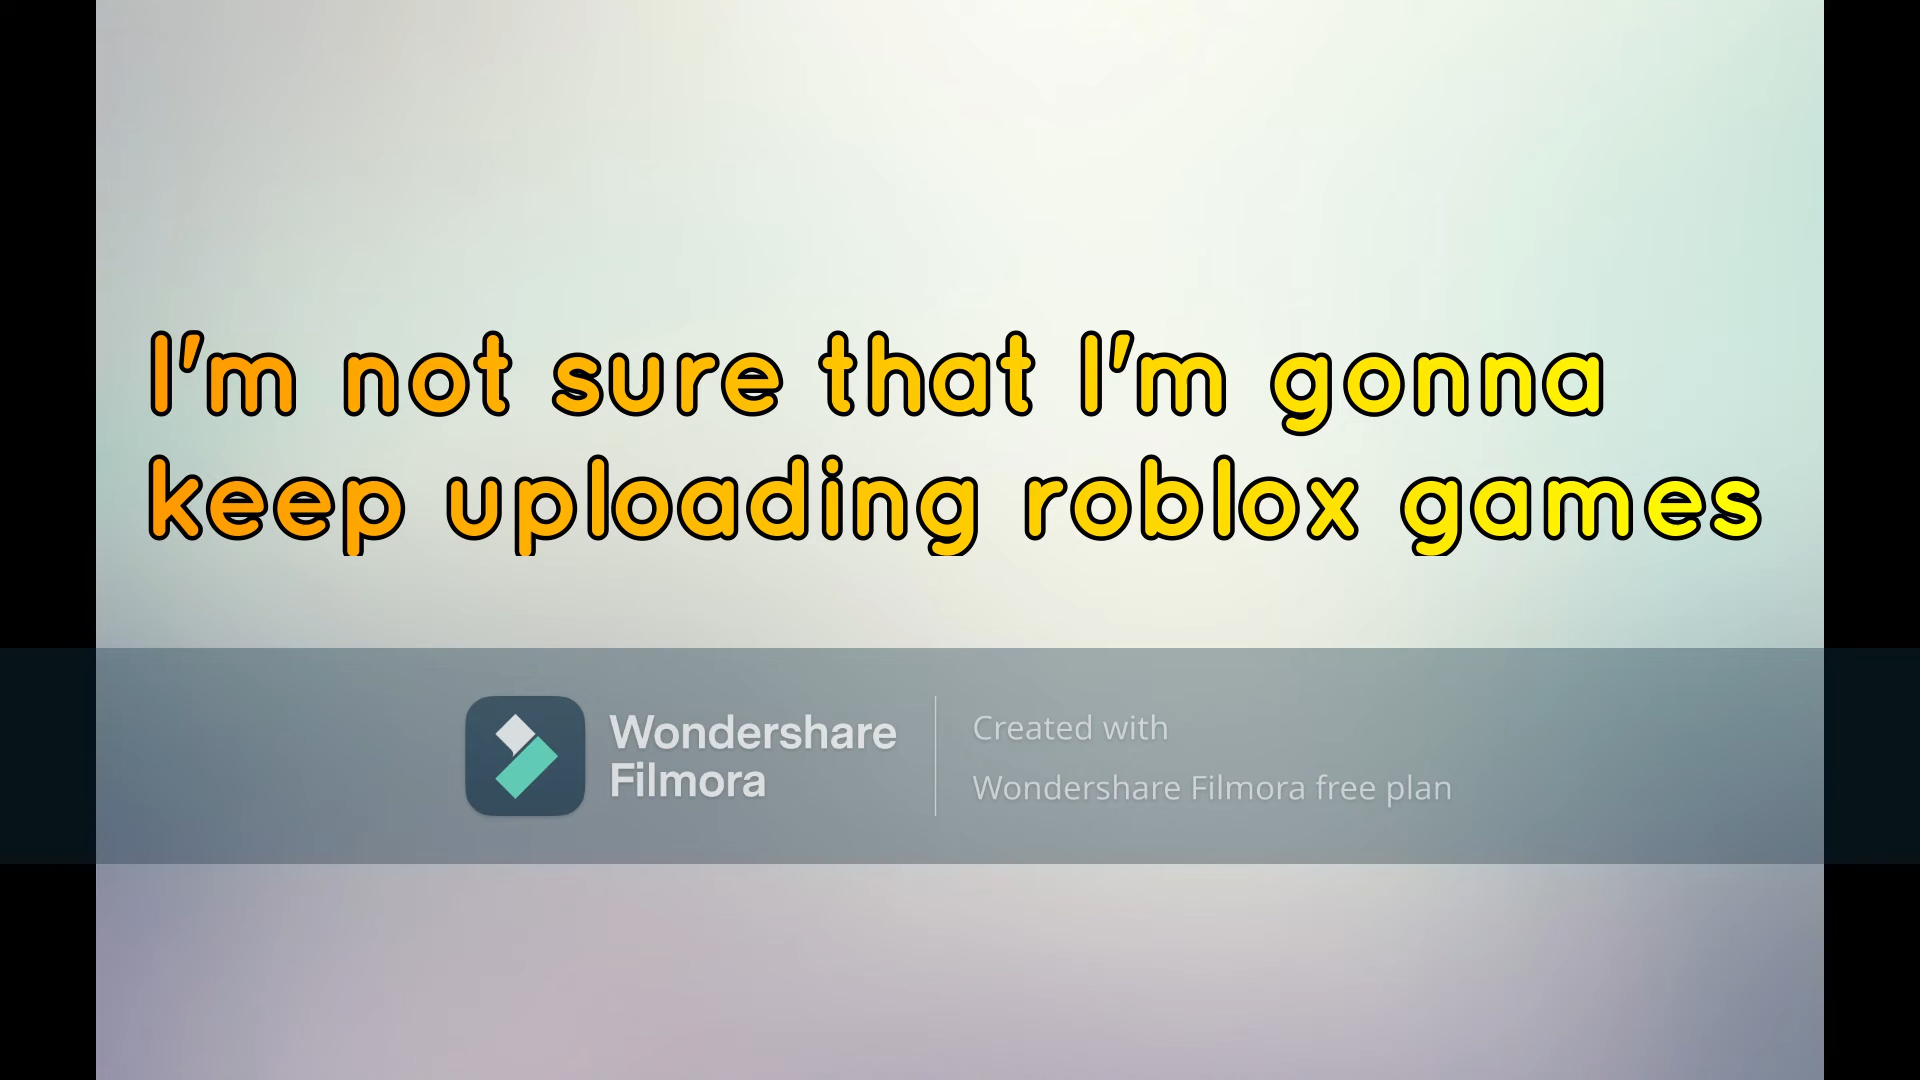 I'm not sure that I'm gonna
keep uploading roblox games
Wondershare
Filmora
Created with
Wondershare Filmora free plan